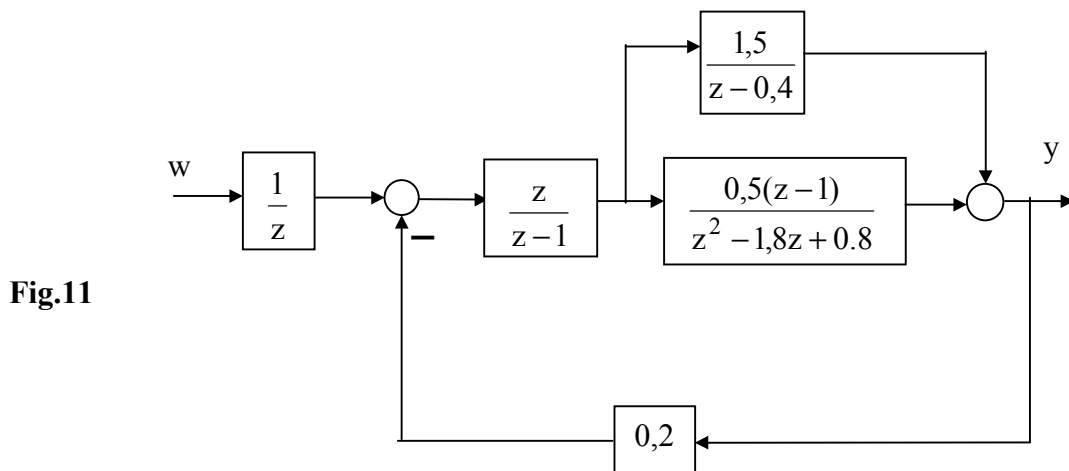 1,5
z − 0,4
w
1
z
z
z − 1
0,5(z − 1)
z² − 1,8z + 0.8
y
−
Fig.11
0,2